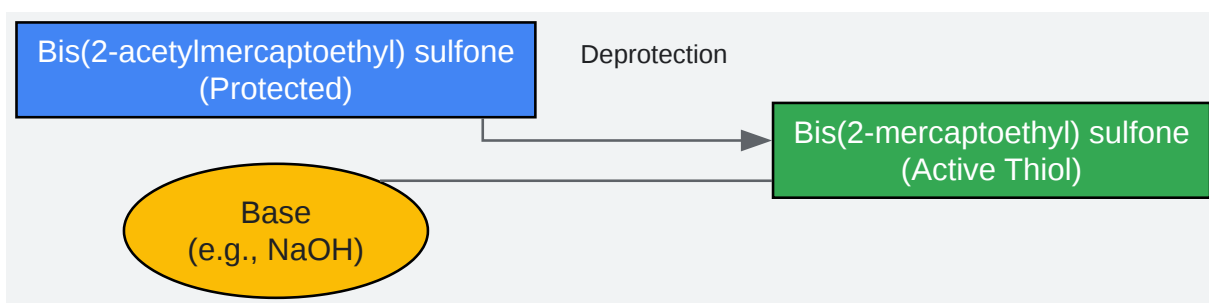 Bis(2-acetylmercaptoethyl) sulfone
(Protected)
Deprotection
Bis(2-mercaptoethyl) sulfone
(Active Thiol)
Base
(e.g., NaOH)